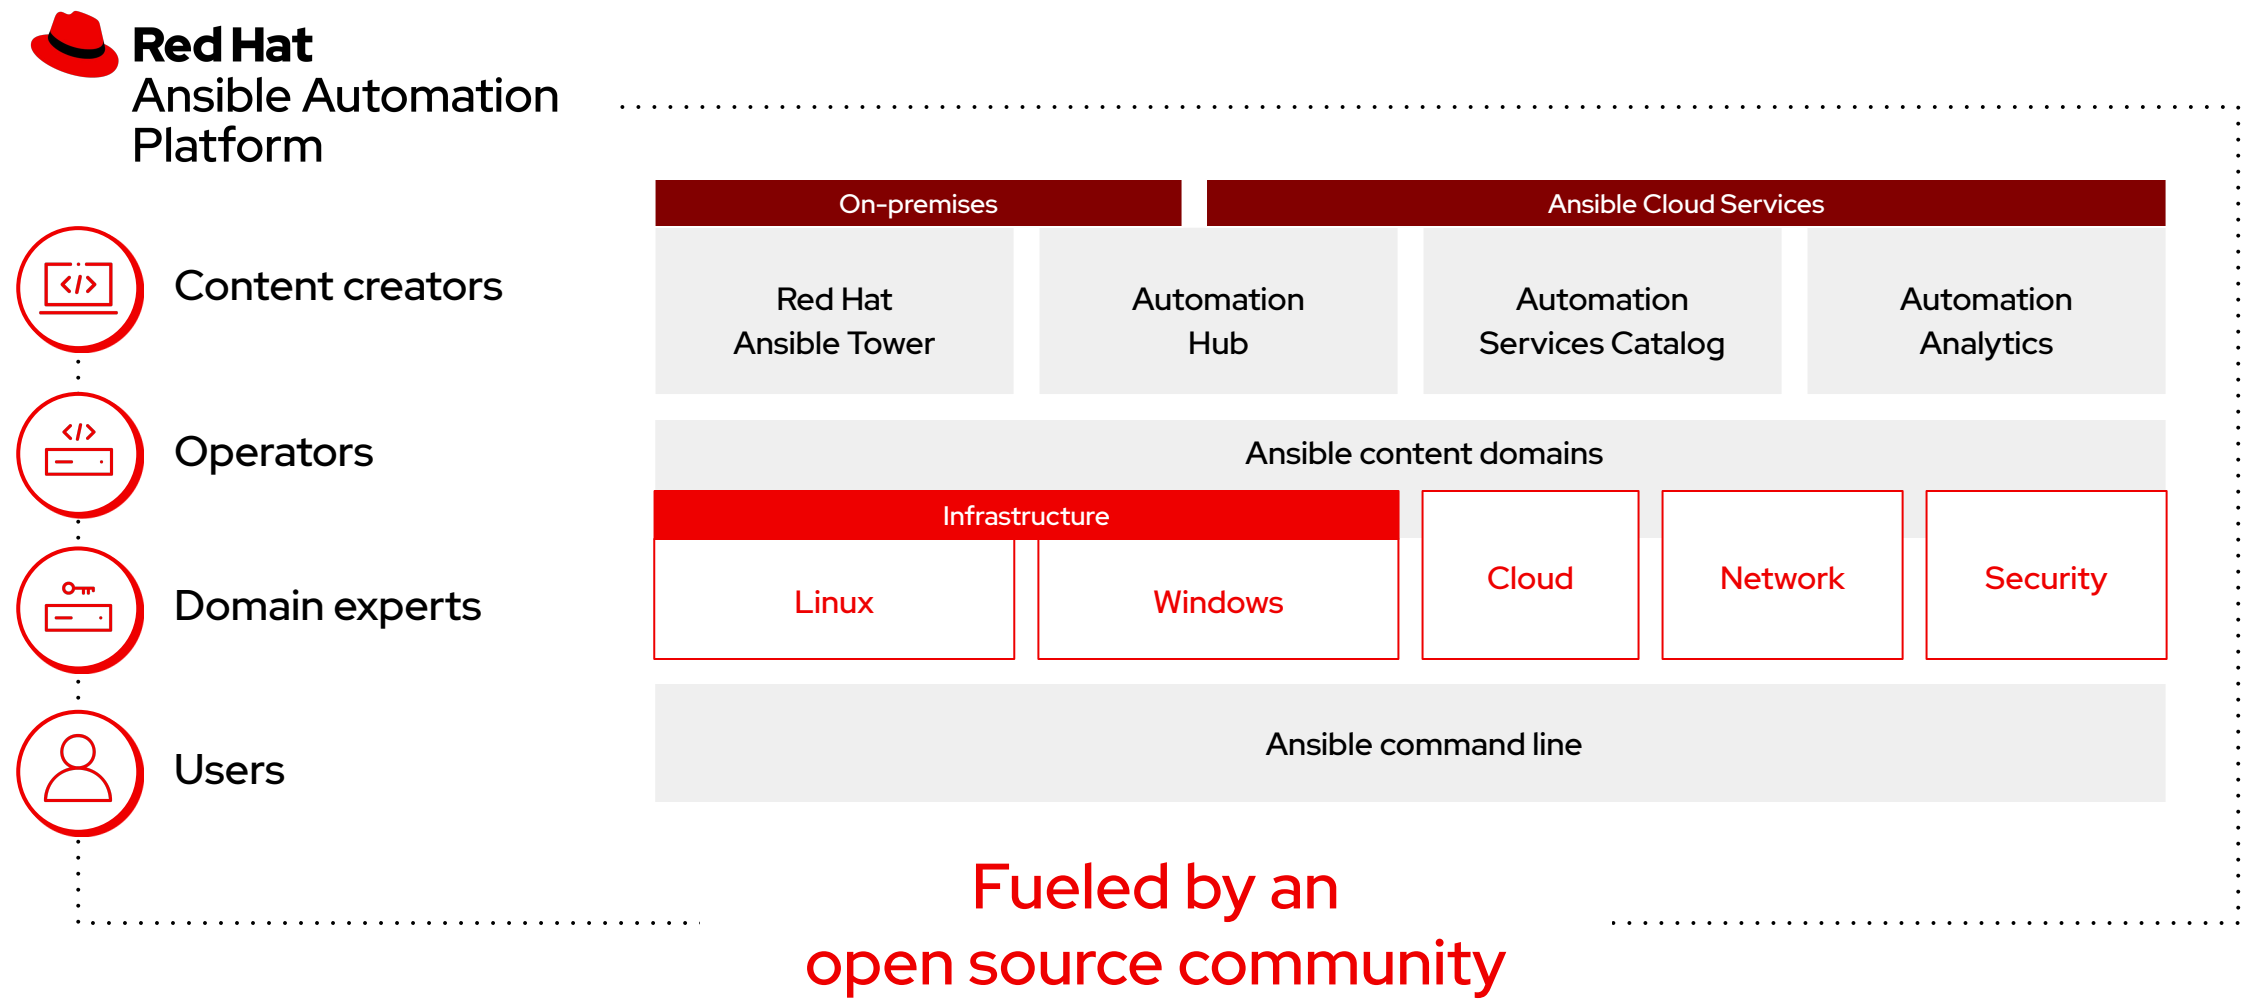 Red Hat
Ansible Automation
Platform
Content creators
Operators
Domain experts
Users
On-premises
Ansible Cloud Services
Red Hat
Ansible Tower
Automation
Hub
Automation
Services Catalog
Automation
Analytics
Ansible content domains
Infrastructure
Linux
Windows
Cloud
Network
Security
Ansible command line
Fueled by an
open source community